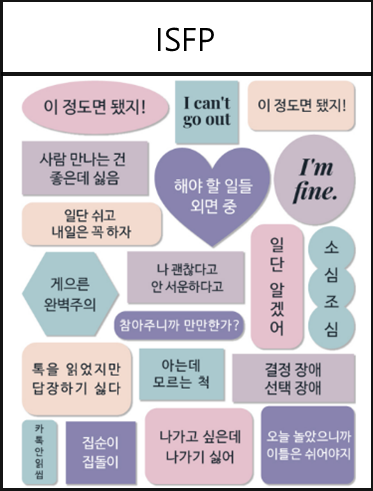 ISFP
이 정도면 됐지!
I can't
go out
이 정도면 됐지!
사람 만나는 건
좋은데 싫음
해야 할 일들
외면 중
I'm
fine.
일단 쉬고
내일은 꼭 하자
게으른
완벽주의
나 괜찮다고
안 서운하다고
일단 알겠어
소심조심
참아주니까 만만한가?
톡을 읽었지만
답장하기 싫다
아는데
모르는 척
결정 장애
선택 장애
카톡안읽씹
집순이
집돌이
나가고 싶은데
나가기 싫어
오늘 놀았으니까
이틀은 쉬어야지